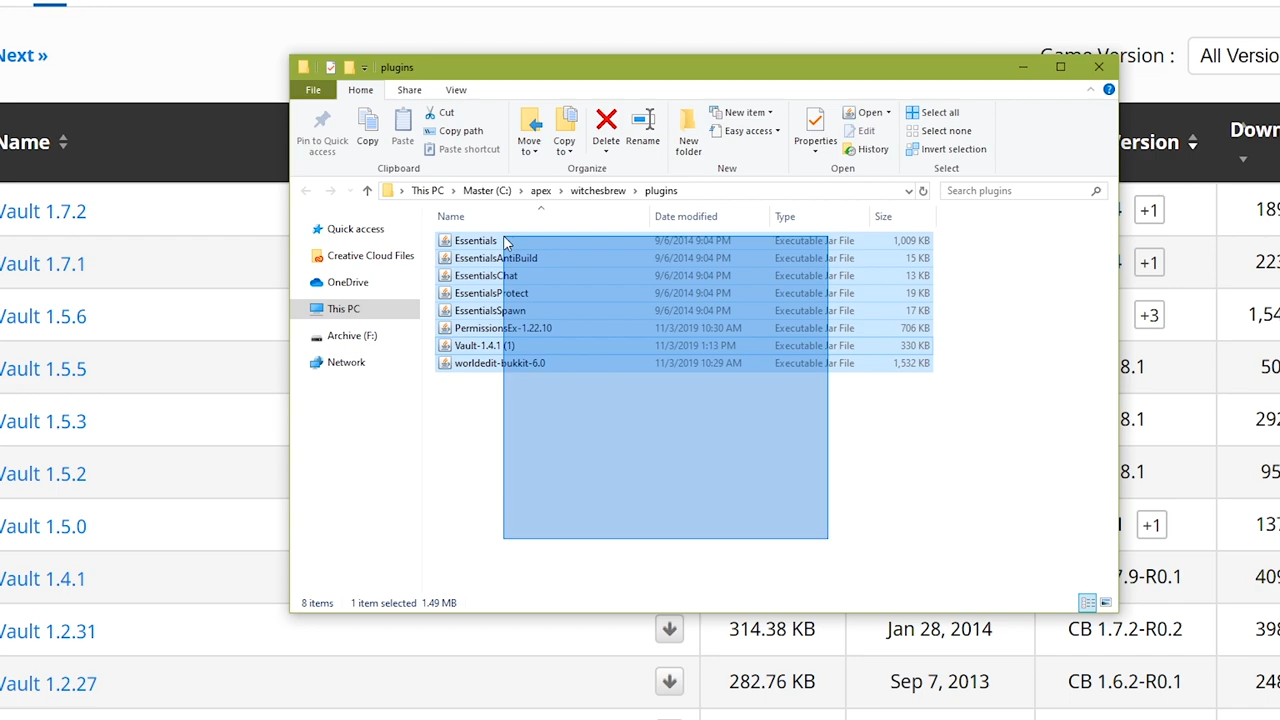 Next »
Game Version :
All Versio
Name
ersion
Down
Vault 1.7.2
+1
189
Vault 1.7.1
+1
223
Vault 1.5.6
+3
1,54
Vault 1.5.5
8.1
50
Vault 1.5.3
8.1
292
Vault 1.5.2
8.1
95
Vault 1.5.0
+1
137
Vault 1.4.1
7.9-R0.1
409
Vault 1.2.31
314.38 KB
Jan 28, 2014
CB 1.7.2-R0.2
398
Vault 1.2.27
282.76 KB
Sep 7, 2013
CB 1.6.2-R0.1
248
plugins
File
Home
Share
View
Pin to Quick
access
Copy
Paste
Cut
Copy path
Paste shortcut
Clipboard
Move
to
Copy
to
Delete
Rename
Organize
New
folder
New item
Easy access
New
Properties
Open
Edit
History
Open
Select all
Select none
Invert selection
Select
This PC > Master (C:) > apex > witchesbrew > plugins
Search plugins
Quick access
Creative Cloud Files
OneDrive
This PC
Archive (F:)
Network
Name Date modified Type Size
Essentials 9/6/2014 9:04 PM Executable Jar File 1,009 KB
EssentialsAntiBuild 9/6/2014 9:04 PM Executable Jar File 15 KB
EssentialsChat 9/6/2014 9:04 PM Executable Jar File 13 KB
EssentialsProtect 9/6/2014 9:04 PM Executable Jar File 19 KB
EssentialsSpawn 9/6/2014 9:04 PM Executable Jar File 17 KB
PermissionsEx-1.22.10 11/3/2019 10:30 AM Executable Jar File 706 KB
Vault-1.4.1 (1) 11/3/2019 1:13 PM Executable Jar File 330 KB
worldedit-bukkit-6.0 11/3/2019 10:29 AM Executable Jar File 1,532 KB
8 items 1 item selected 1.49 MB